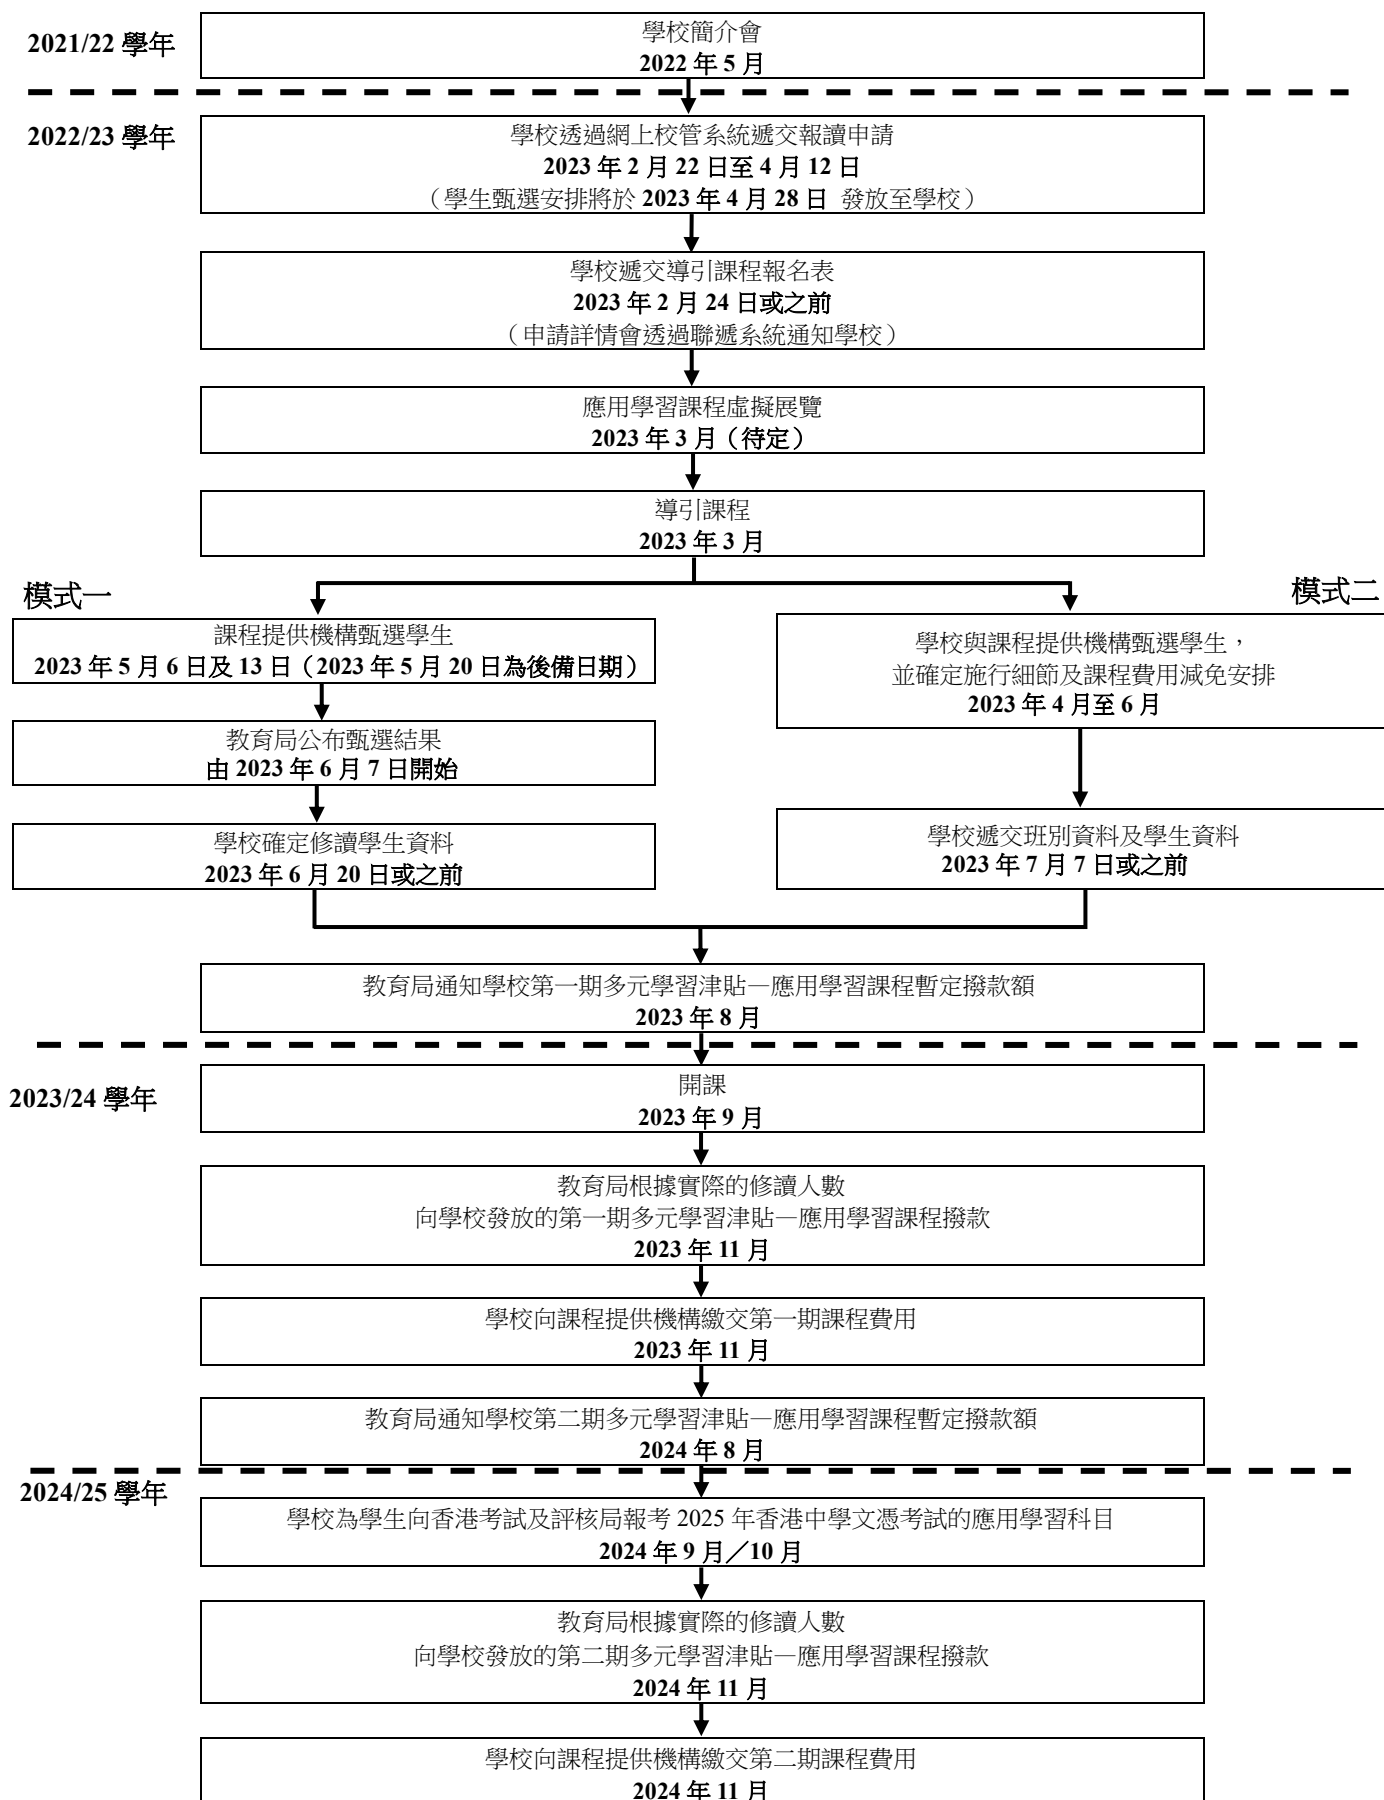 2021/22 學年
學校簡介會
2022 年 5 月
2022/23 學年
學校透過網上校管系統遞交報讀申請
2023 年 2 月 22 日至 4 月 12 日
（學生甄選安排將於 2023 年 4 月 28 日 發放至學校）
學校遞交導引課程報名表
2023 年 2 月 24 日或之前
（申請詳情會透過聯遞系統通知學校）
應用學習課程虛擬展覽
2023 年 3 月（待定）
導引課程
2023 年 3 月
模式一
課程提供機構甄選學生
2023 年 5 月 6 日及 13 日（2023 年 5 月 20 日為後備日期）
教育局公布甄選結果
由 2023 年 6 月 7 日開始
學校確定修讀學生資料
2023 年 6 月 20 日或之前
模式二
學校與課程提供機構甄選學生，
並確定施行細節及課程費用減免安排
2023 年 4 月至 6 月
學校遞交班別資料及學生資料
2023 年 7 月 7 日或之前
教育局通知學校第一期多元學習津貼—應用學習課程暫定撥款額
2023 年 8 月
2023/24 學年
開課
2023 年 9 月
教育局根據實際的修讀人數
向學校發放的第一期多元學習津貼—應用學習課程撥款
2023 年 11 月
學校向課程提供機構繳交第一期課程費用
2023 年 11 月
教育局通知學校第二期多元學習津貼—應用學習課程暫定撥款額
2024 年 8 月
2024/25 學年
學校為學生向香港考試及評核局報考 2025 年香港中學文憑考試的應用學習科目
2024 年 9 月／10 月
教育局根據實際的修讀人數
向學校發放的第二期多元學習津貼—應用學習課程撥款
2024 年 11 月
學校向課程提供機構繳交第二期課程費用
2024 年 11 月